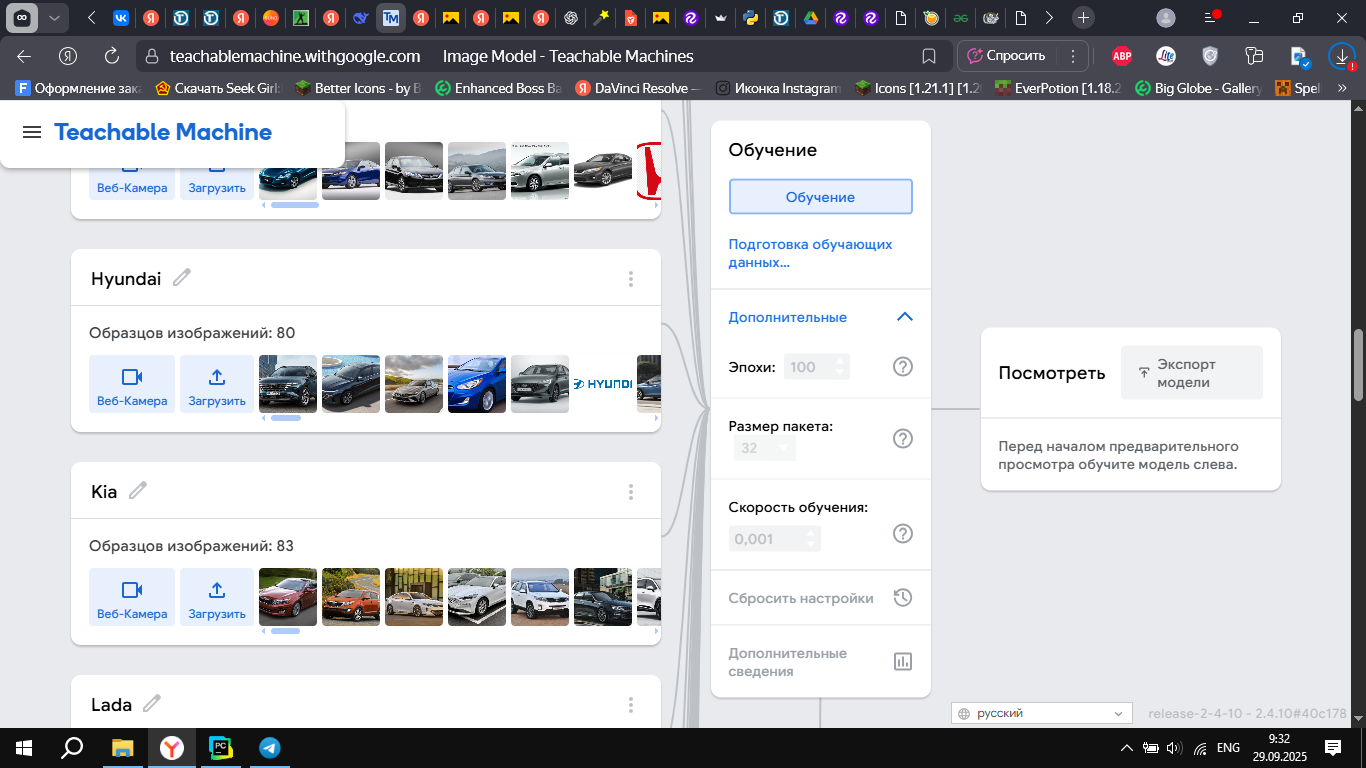 teachablemachine.withgoogle.com Image Model - Teachable Machines
Спросить
ABP
Lite
Оформление зака
Скачать Seek Girl:
Better Icons - by B
Enhanced Boss Ba
DaVinci Resolve —
Иконка Instagram
Icons [1.21.1] [1.2
EverPotion [1.18.2
Big Globe - Gallery
Spel
Teachable Machine
Веб-Камера
Загрузить
Hyundai
Образцов изображений: 80
Веб-Камера
Загрузить
HYUNDAI
Kia
Образцов изображений: 83
Веб-Камера
Загрузить
Lada
Обучение
Обучение
Подготовка обучающих
данных...
Дополнительные
Эпохи: 100
Размер пакета:
32
Скорость обучения:
0,001
Сбросить настройки
Дополнительные
сведения
Посмотреть
Экспорт
модели
Перед началом предварительного
просмотра обучите модель слева.
русский
release-2-4-10 - 2.4.10#40c178
ENG
9:32
29.09.2025